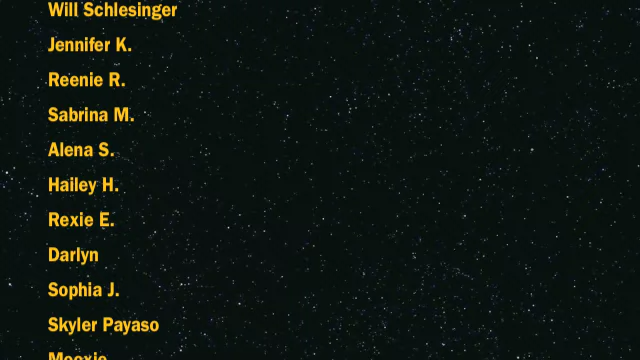 Will Schlesinger
Jennifer K.
Reenie R.
Sabrina M.
Alena S.
Hailey H.
Rexie E.
Darlyn
Sophia J.
Skyler Payaso